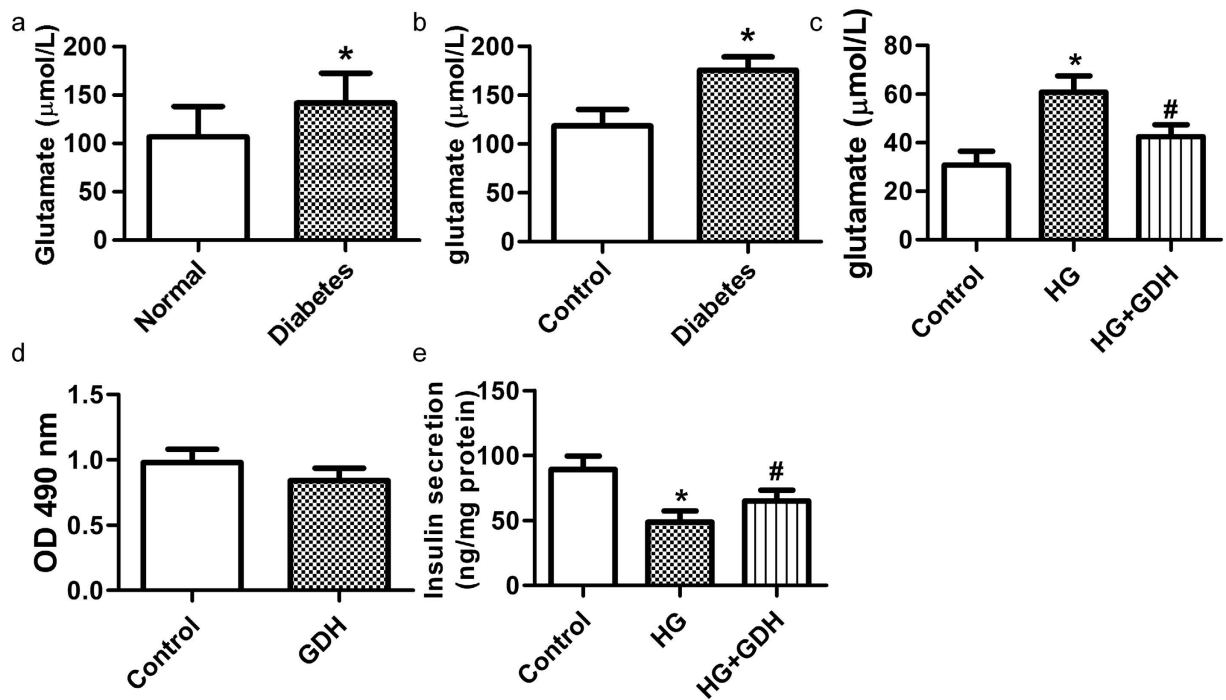 a
Glutamate (μmol/L)
200
150
100
50
0
*
Normal
Diabetes
b
glutamate (μmol/L)
200
150
100
50
0
*
Control
Diabetes
c
glutamate (μmol/L)
80
60
40
20
0
*
#
Control
HG
HG+GDH
d
OD 490 nm
1.5
1.0
0.5
0.0
Control
GDH
e
Insulin secretion
(ng/mg protein)
150
100
50
0
*
#
Control
HG
HG+GDH